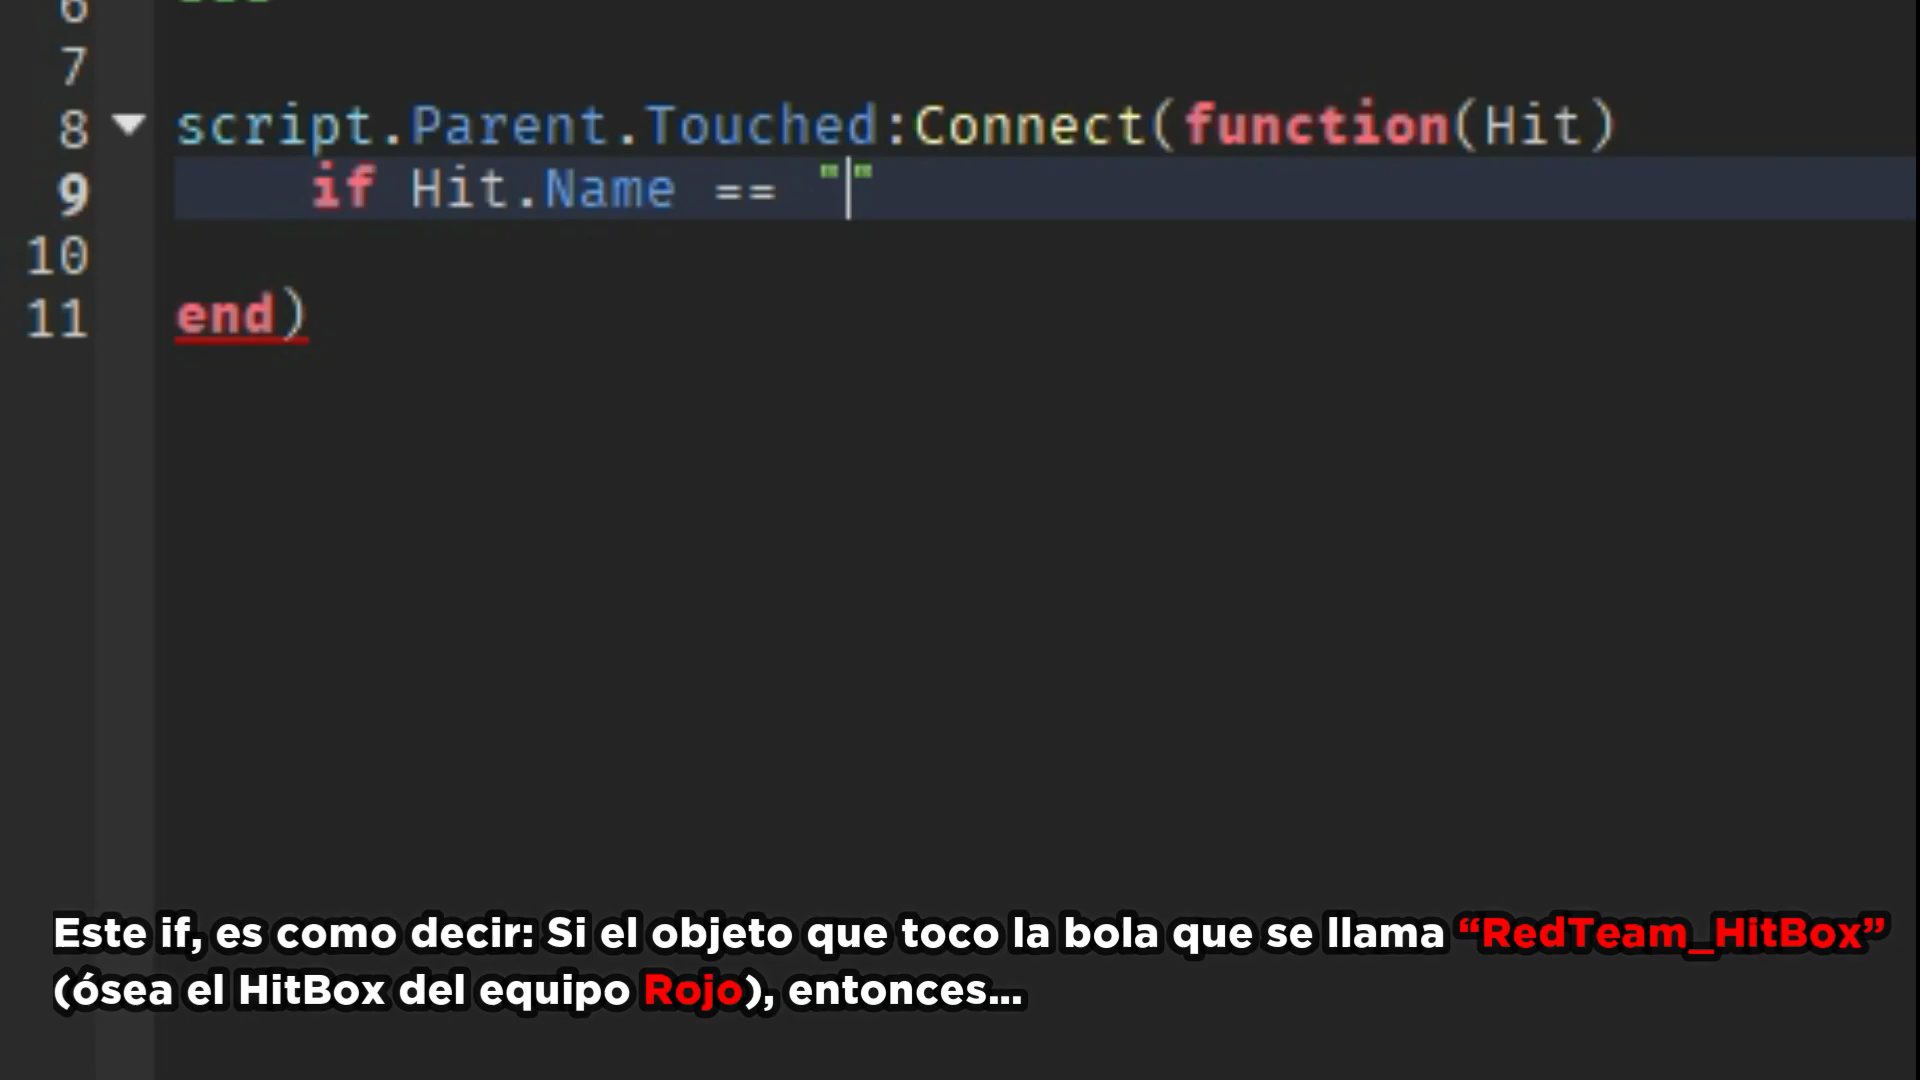 6
7
8 script.Parent.Touched:Connect(function(Hit)
9 if Hit.Name == ""
10
11 end)
Este if, es como decir: Si el objeto que toco la bola que se llama “RedTeam_HitBox”
(ósea el HitBox del equipo Rojo), entonces...